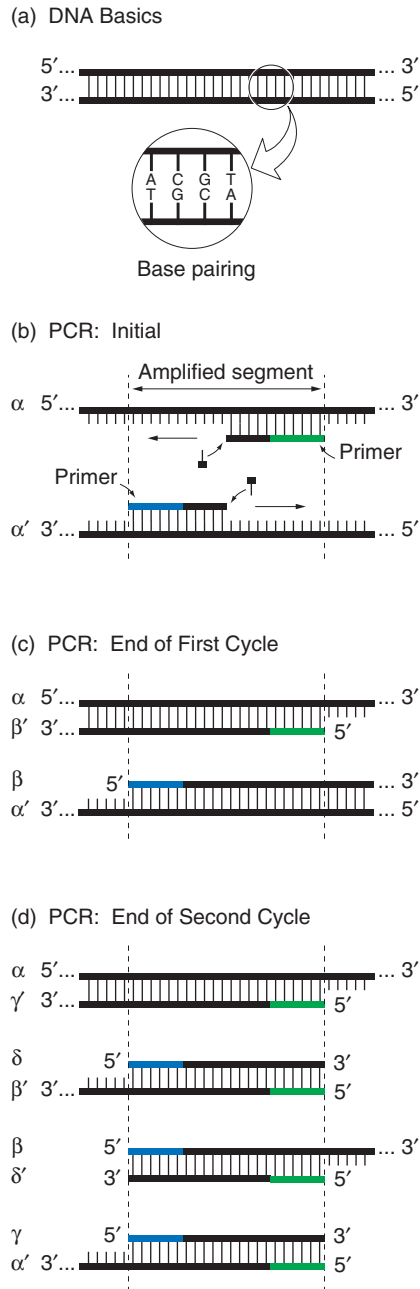 (a) DNA Basics
5′... ... 3′
3′... ... 5′
A C G T
T G C A
Base pairing
(b) PCR: Initial
Amplified segment
α 5′... ... 3′
Primer
Primer
α′ 3′... ... 5′
(c) PCR: End of First Cycle
α 5′... ... 3′
β′ 3′... 5′
β 5′ ... 3′
α′ 3′... ... 5′
(d) PCR: End of Second Cycle
α 5′... ... 3′
γ′ 3′... 5′
δ 5′ 3′
β′ 3′... 5′
β 5′ ... 3′
δ′ 3′ 5′
γ 5′ 3′
α′ 3′... 5′